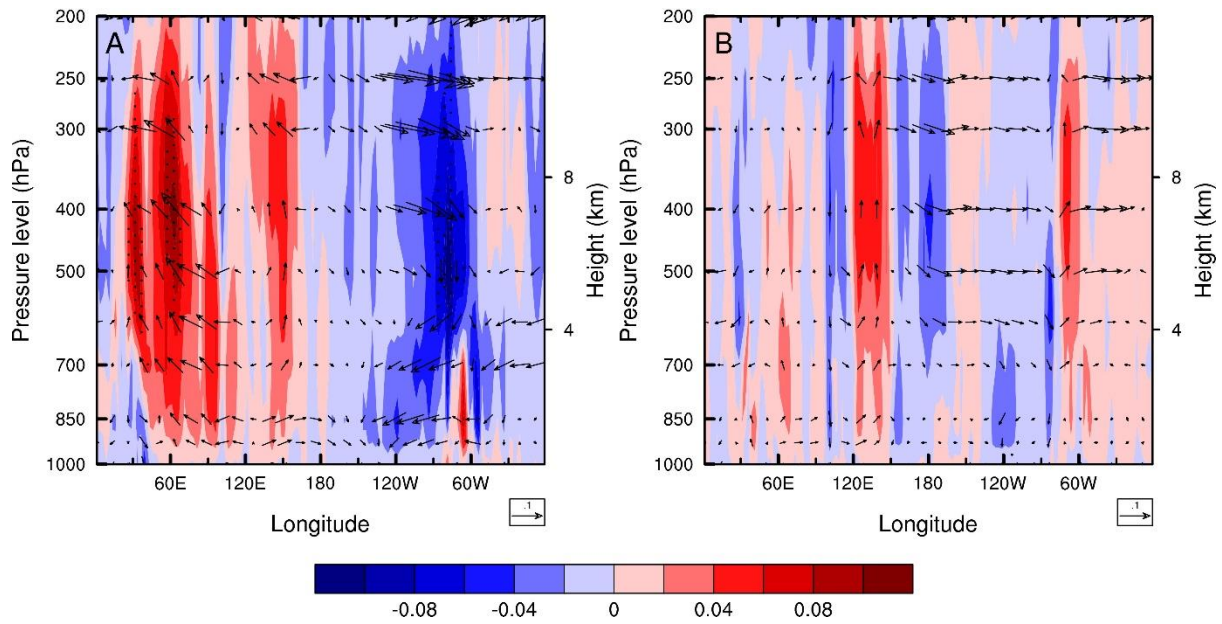 A
B
Pressure level (hPa)
200
250
300
400
500
700
850
1000
8
4
Height (km)
60E 120E 180 120W 60W
Longitude
.1
Pressure level (hPa)
200
250
300
400
500
700
850
1000
8
4
Height (km)
60E 120E 180 120W 60W
Longitude
.1
-0.08 -0.04 0 0.04 0.08